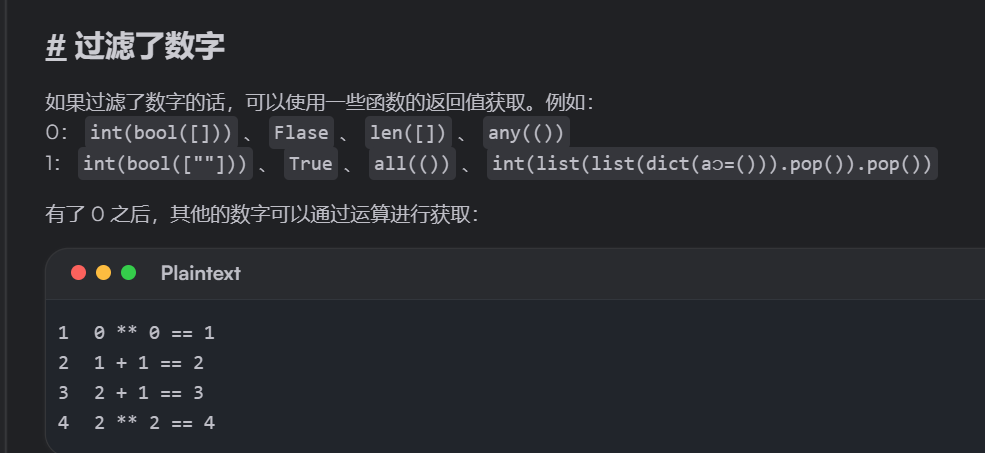 # 过滤了数字
如果过滤了数字的话，可以使用一些函数的返回值获取。例如：
0： int(bool([])) 、 Flase 、 len([]) 、 any(())
1： int(bool([""])) 、 True 、 all(()) 、 int(list(list(dict(aↄ=())).pop()).pop())
有了 0 之后，其他的数字可以通过运算进行获取：
Plaintext
1 0 ** 0 == 1
2 1 + 1 == 2
3 2 + 1 == 3
4 2 ** 2 == 4